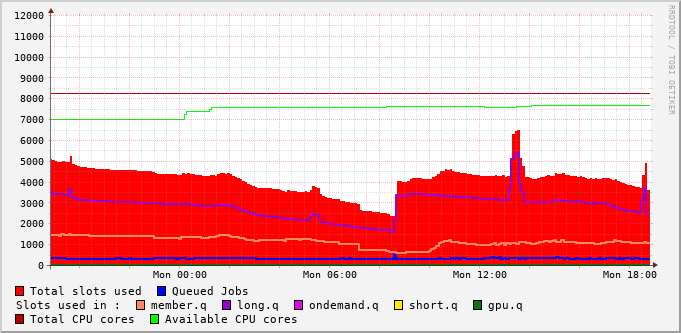 12000
11000
10000
9000
8000
7000
6000
5000
4000
3000
2000
1000
0
Mon 00:00 Mon 06:00 Mon 12:00 Mon 18:00
RRDTOOL / TOBI OETIKER
Total slots used Queued Jobs
Slots used in : member.q long.q ondemand.q short.q gpu.q
Total CPU cores Available CPU cores